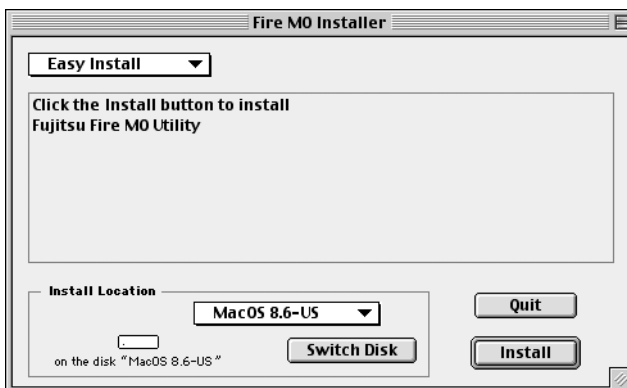 Fire MO Installer
Easy Install
Click the Install button to install
Fujitsu Fire MO Utility
Install Location
MacOS 8.6-US
on the disk “MacOS 8.6-US”
Switch Disk
Quit
Install